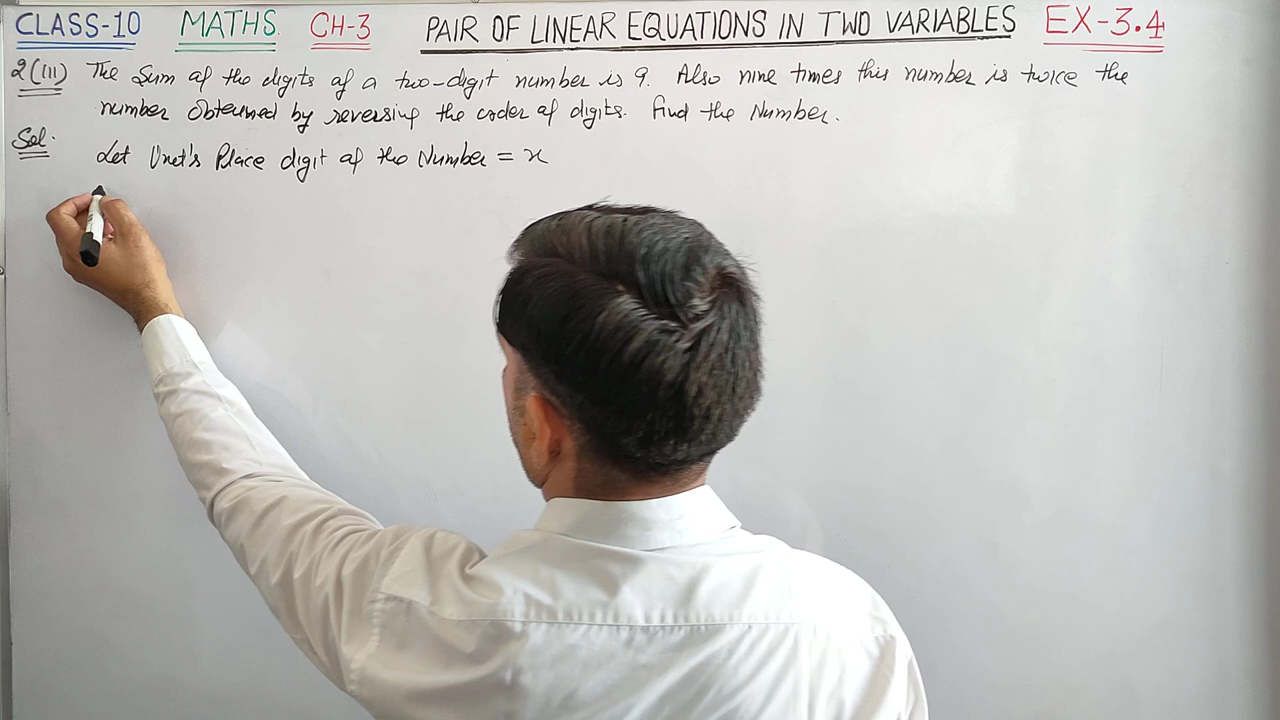 CLASS-10 MATHS CH-3 PAIR OF LINEAR EQUATIONS IN TWO VARIABLES EX-3.4
2(III) The Sum of the digits of a two-digit number is 9. Also nine times this number is twice the
number obtained by reversing the order of digits. Find the Number.
Sol.
Let Unit's Place digit of the Number = x